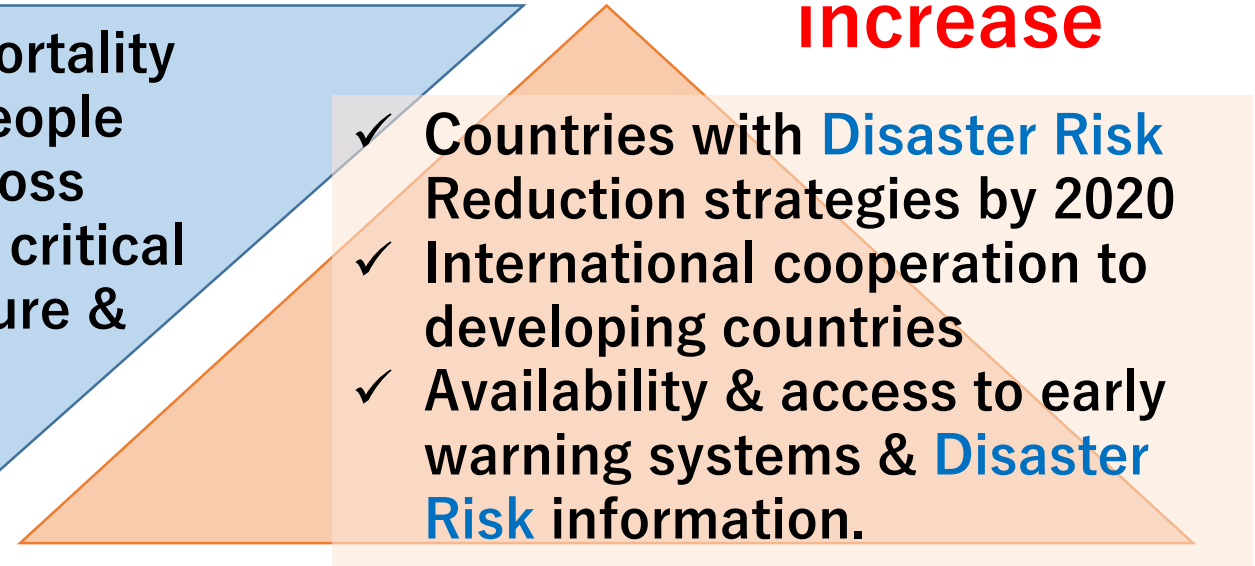 increase
ortality
eople
oss
critical
ure &
✓ Countries with Disaster Risk
Reduction strategies by 2020
✓ International cooperation to
developing countries
✓ Availability & access to early
warning systems & Disaster
Risk information.